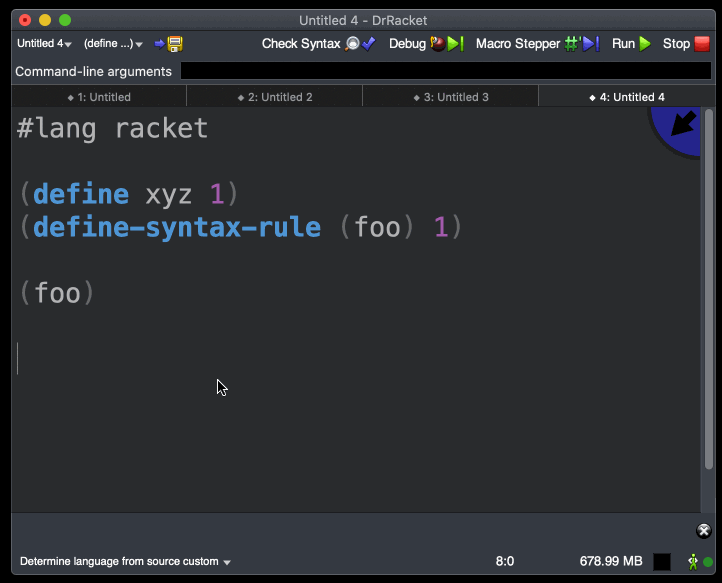 Untitled 4 - DrRacket
Untitled 4 (define ...) Check Syntax Debug Macro Stepper Run Stop
Command-line arguments
1: Untitled 2: Untitled 2 3: Untitled 3 4: Untitled 4
#lang racket
(define xyz 1)
(define-syntax-rule (foo) 1)
(foo)
Determine language from source custom 8:0 678.99 MB